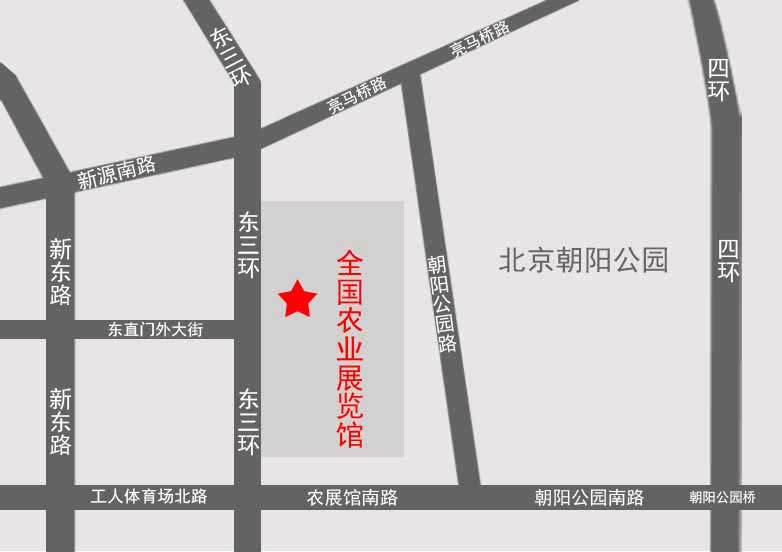 东三环
亮马桥路
亮马桥路
四环
新源南路
东三环
新东路
全国农业展览馆
朝阳公园路
北京朝阳公园
四环
东直门外大街
新东路
东三环
工人体育场北路
农展馆南路
朝阳公园南路
朝阳公园桥